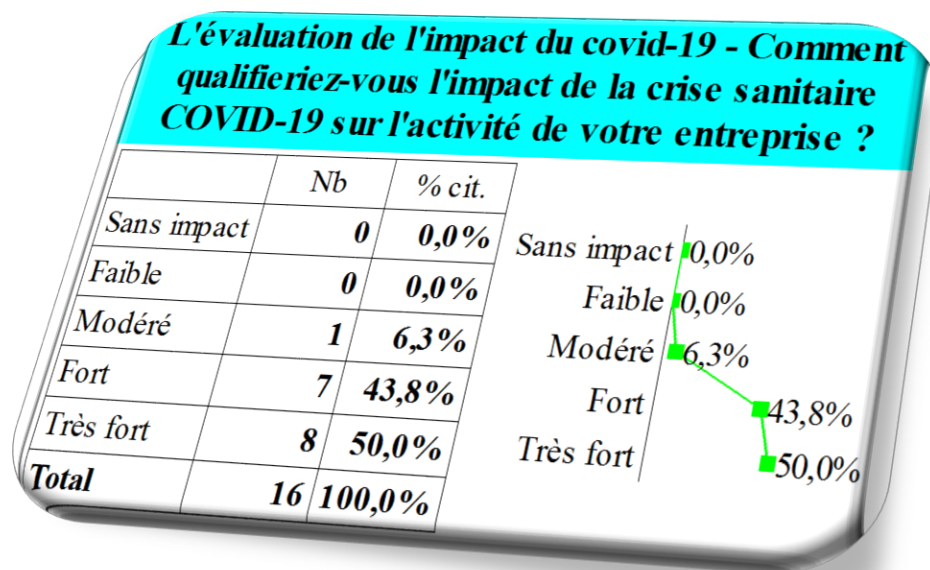 L'évaluation de l'impact du covid-19 - Comment
qualifieriez-vous l'impact de la crise sanitaire
COVID-19 sur l'activité de votre entreprise ?
Nb % cit.
Sans impact 0 0,0%
Faible 0 0,0%
Modéré 1 6,3%
Fort 7 43,8%
Très fort 8 50,0%
Total 16 100,0%
Sans impact 0,0%
Faible 0,0%
Modéré 6,3%
Fort 43,8%
Très fort 50,0%